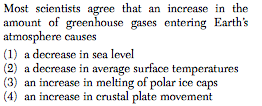 Most scientists agree that an increase in the
amount of greenhouse gases entering Earth's
atmosphere causes
(1) a decrease in sea level
(2) a decrease in average surface temperatures
(3) an increase in melting of polar ice caps
(4) an increase in crustal plate movement